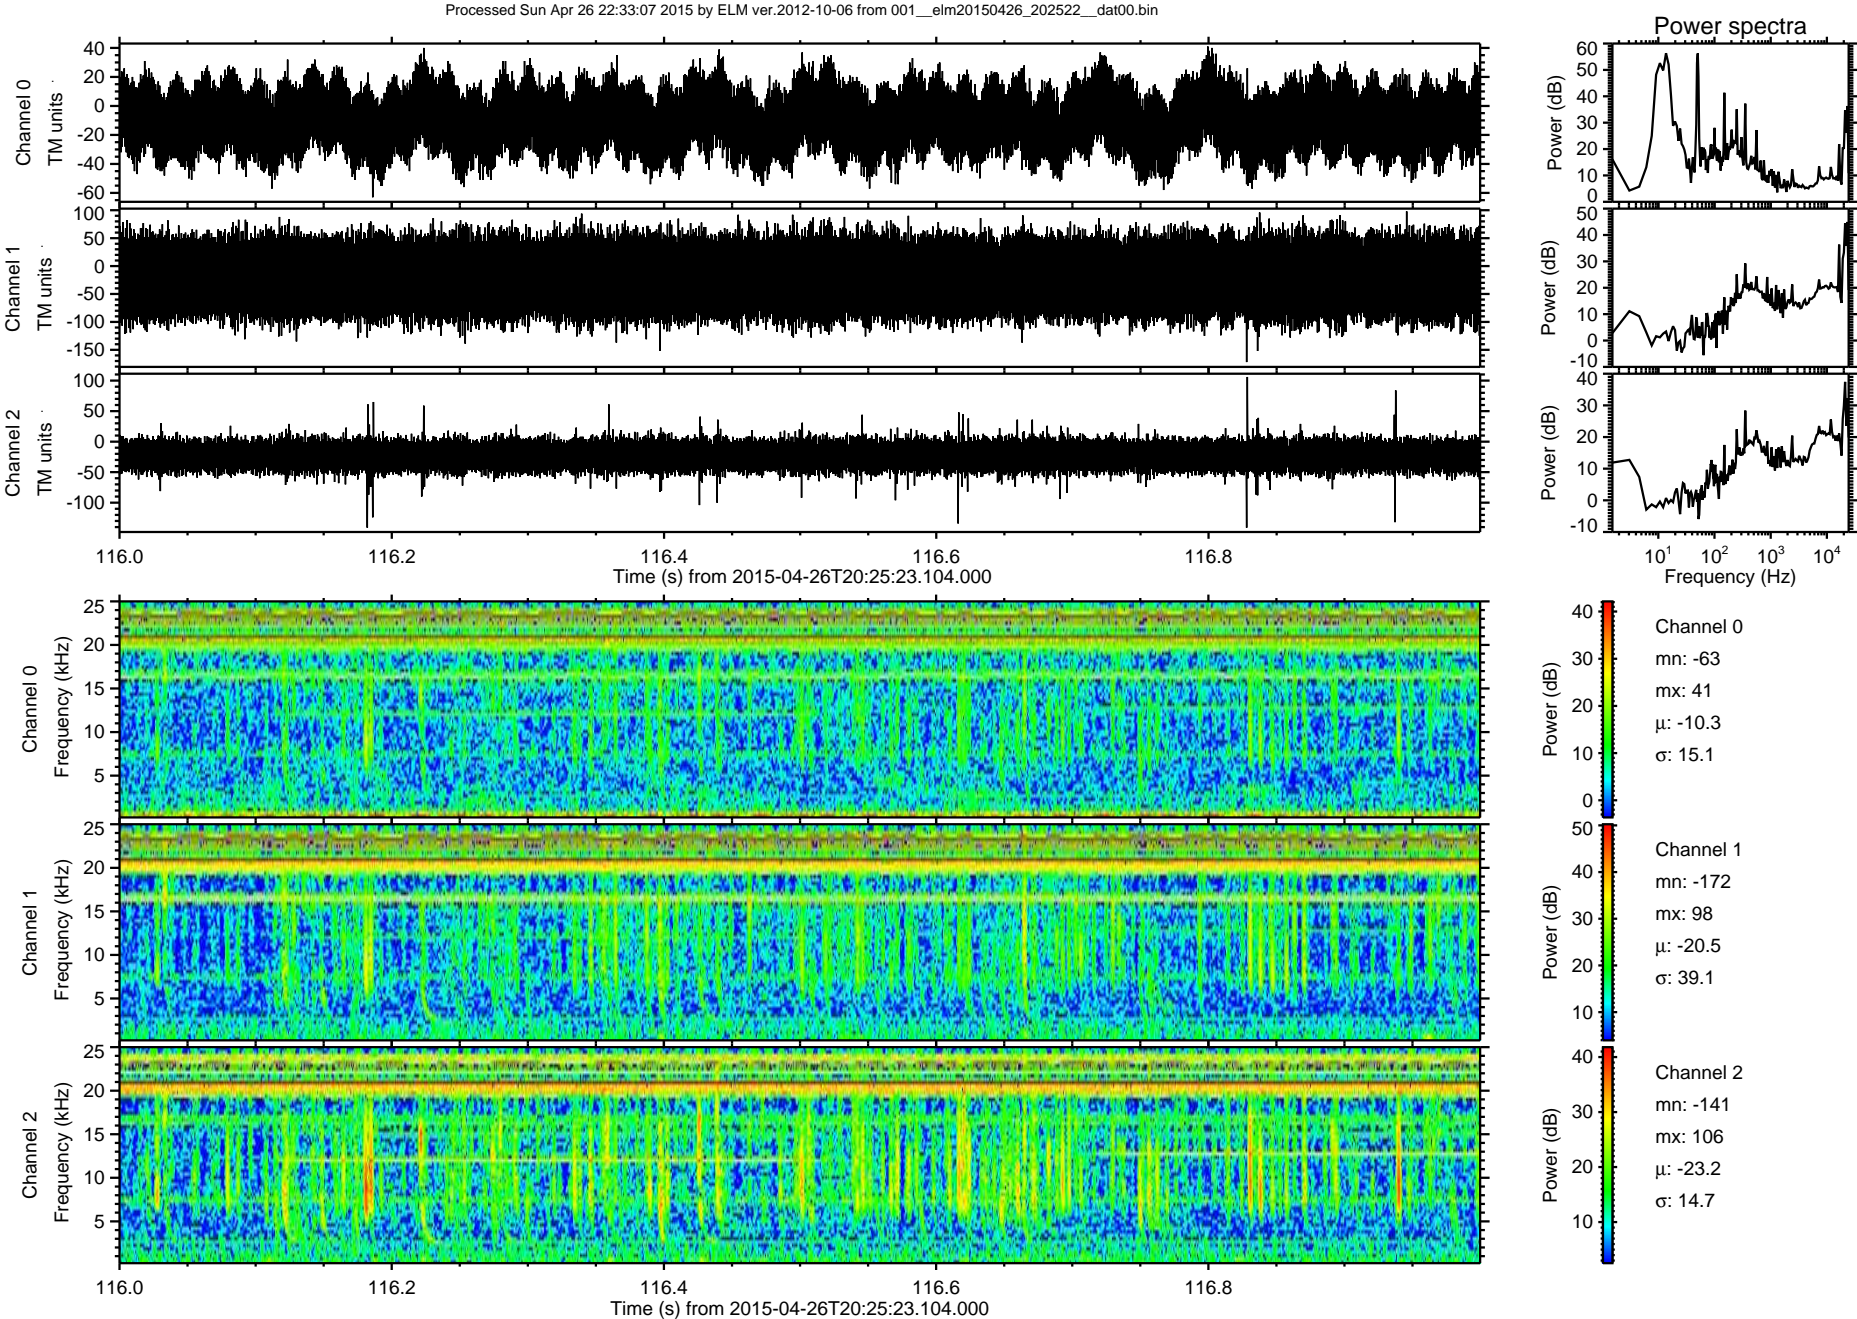 Processed Sun Apr 26 22:33:07 2015 by ELM ver.2012-10-06 from 001__elm20150426_202522__dat00.bin
Power spectra
Channel 0
TM units
40
20
0
-20
-40
-60
Power (dB)
60
50
40
30
20
10
0
Channel 1
TM units
100
50
0
-50
-100
-150
Power (dB)
50
40
30
20
10
0
-10
Channel 2
TM units
100
50
0
-50
-100
Power (dB)
40
30
20
10
0
-10
116.0 116.2 116.4 116.6 116.8
Time (s) from 2015-04-26T20:25:23.104.000
10¹ 10² 10³ 10⁴
Frequency (Hz)
Channel 0
Frequency (kHz)
25
20
15
10
5
Power (dB)
40
30
20
10
0
Channel 0
mn: -63
mx: 41
μ: -10.3
σ: 15.1
Channel 1
Frequency (kHz)
25
20
15
10
5
Power (dB)
50
40
30
20
10
Channel 1
mn: -172
mx: 98
μ: -20.5
σ: 39.1
Channel 2
Frequency (kHz)
25
20
15
10
5
Power (dB)
40
30
20
10
Channel 2
mn: -141
mx: 106
μ: -23.2
σ: 14.7
116.0 116.2 116.4 116.6 116.8
Time (s) from 2015-04-26T20:25:23.104.000